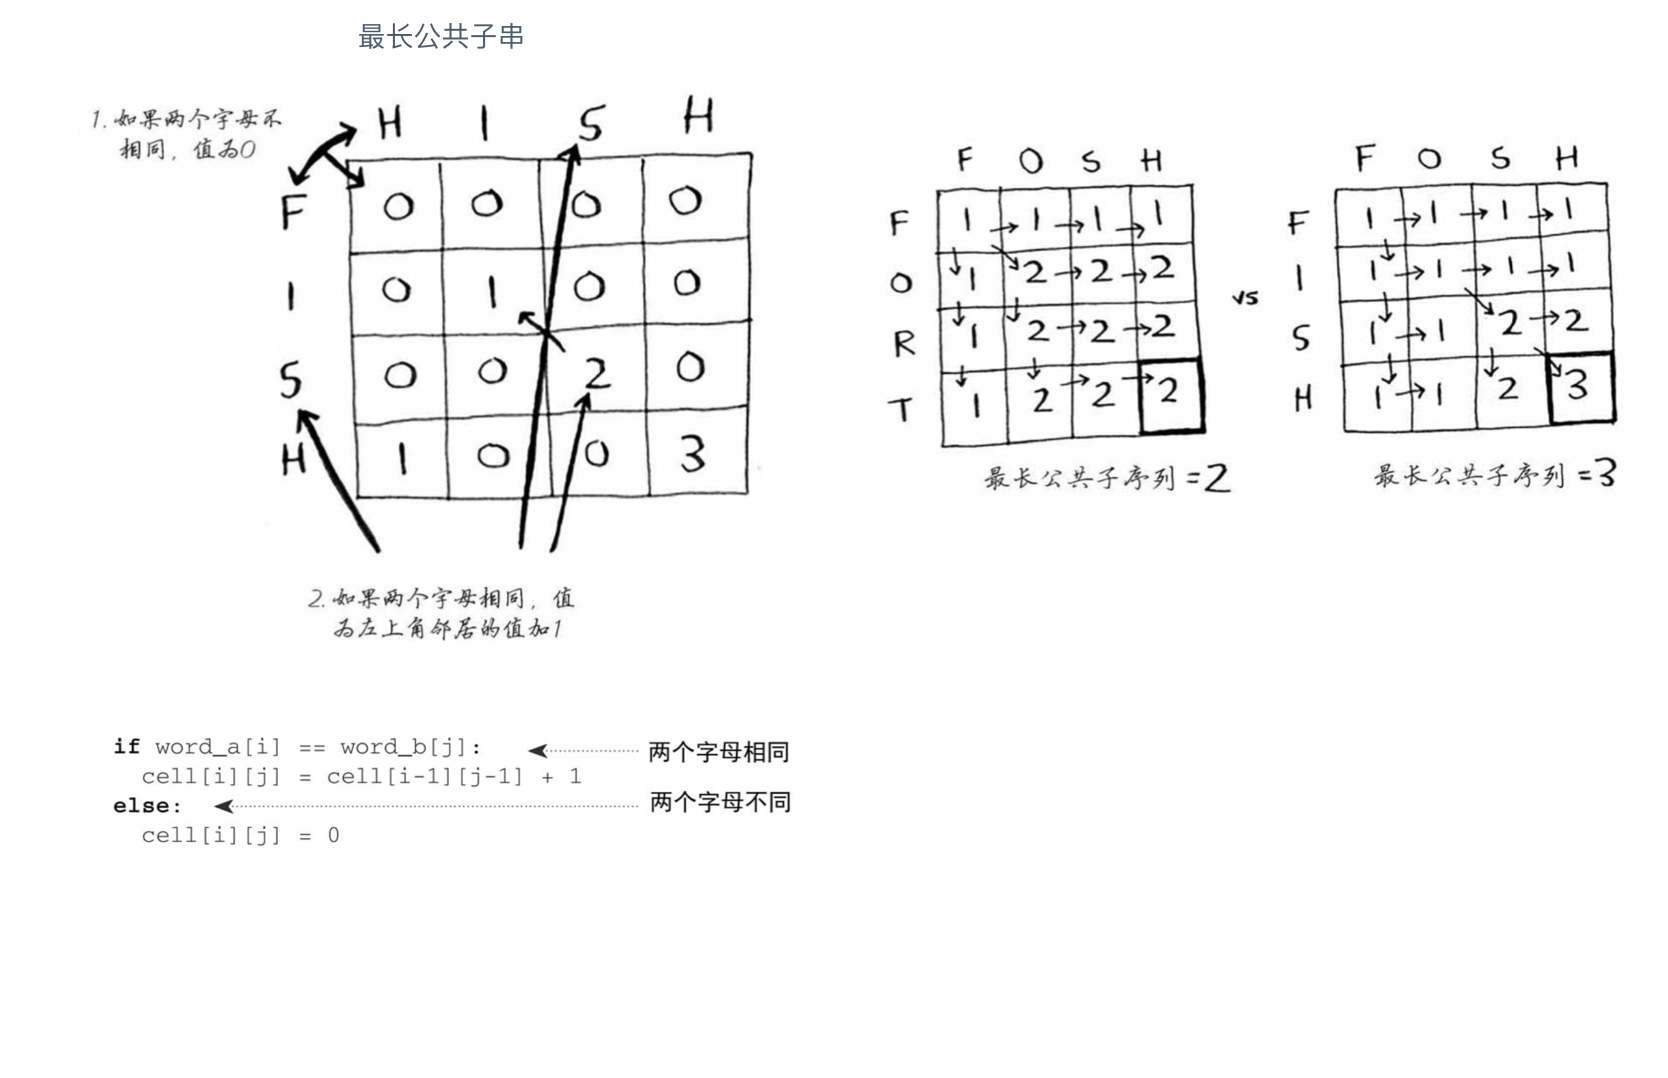 最长公共子串
1. 如果两个字母不
相同，值为0
H I S H
F 0 0 0 0
I 0 1 0 0
S 0 0 2 0
H 1 0 0 3
2. 如果两个字母相同，值
为左上角邻居的值加1
F O S H
F 1 1 1 1
O 1 2 2 2
R 1 2 2 2
T 1 2 2 2
最长公共子序列 = 2
vs
F O S H
F 1 1 1 1
I 1 1 1 1
S 1 1 2 2
H 1 1 2 3
最长公共子序列 = 3
if word_a[i] == word_b[j]: 两个字母相同
cell[i][j] = cell[i-1][j-1] + 1
else: 两个字母不同
cell[i][j] = 0